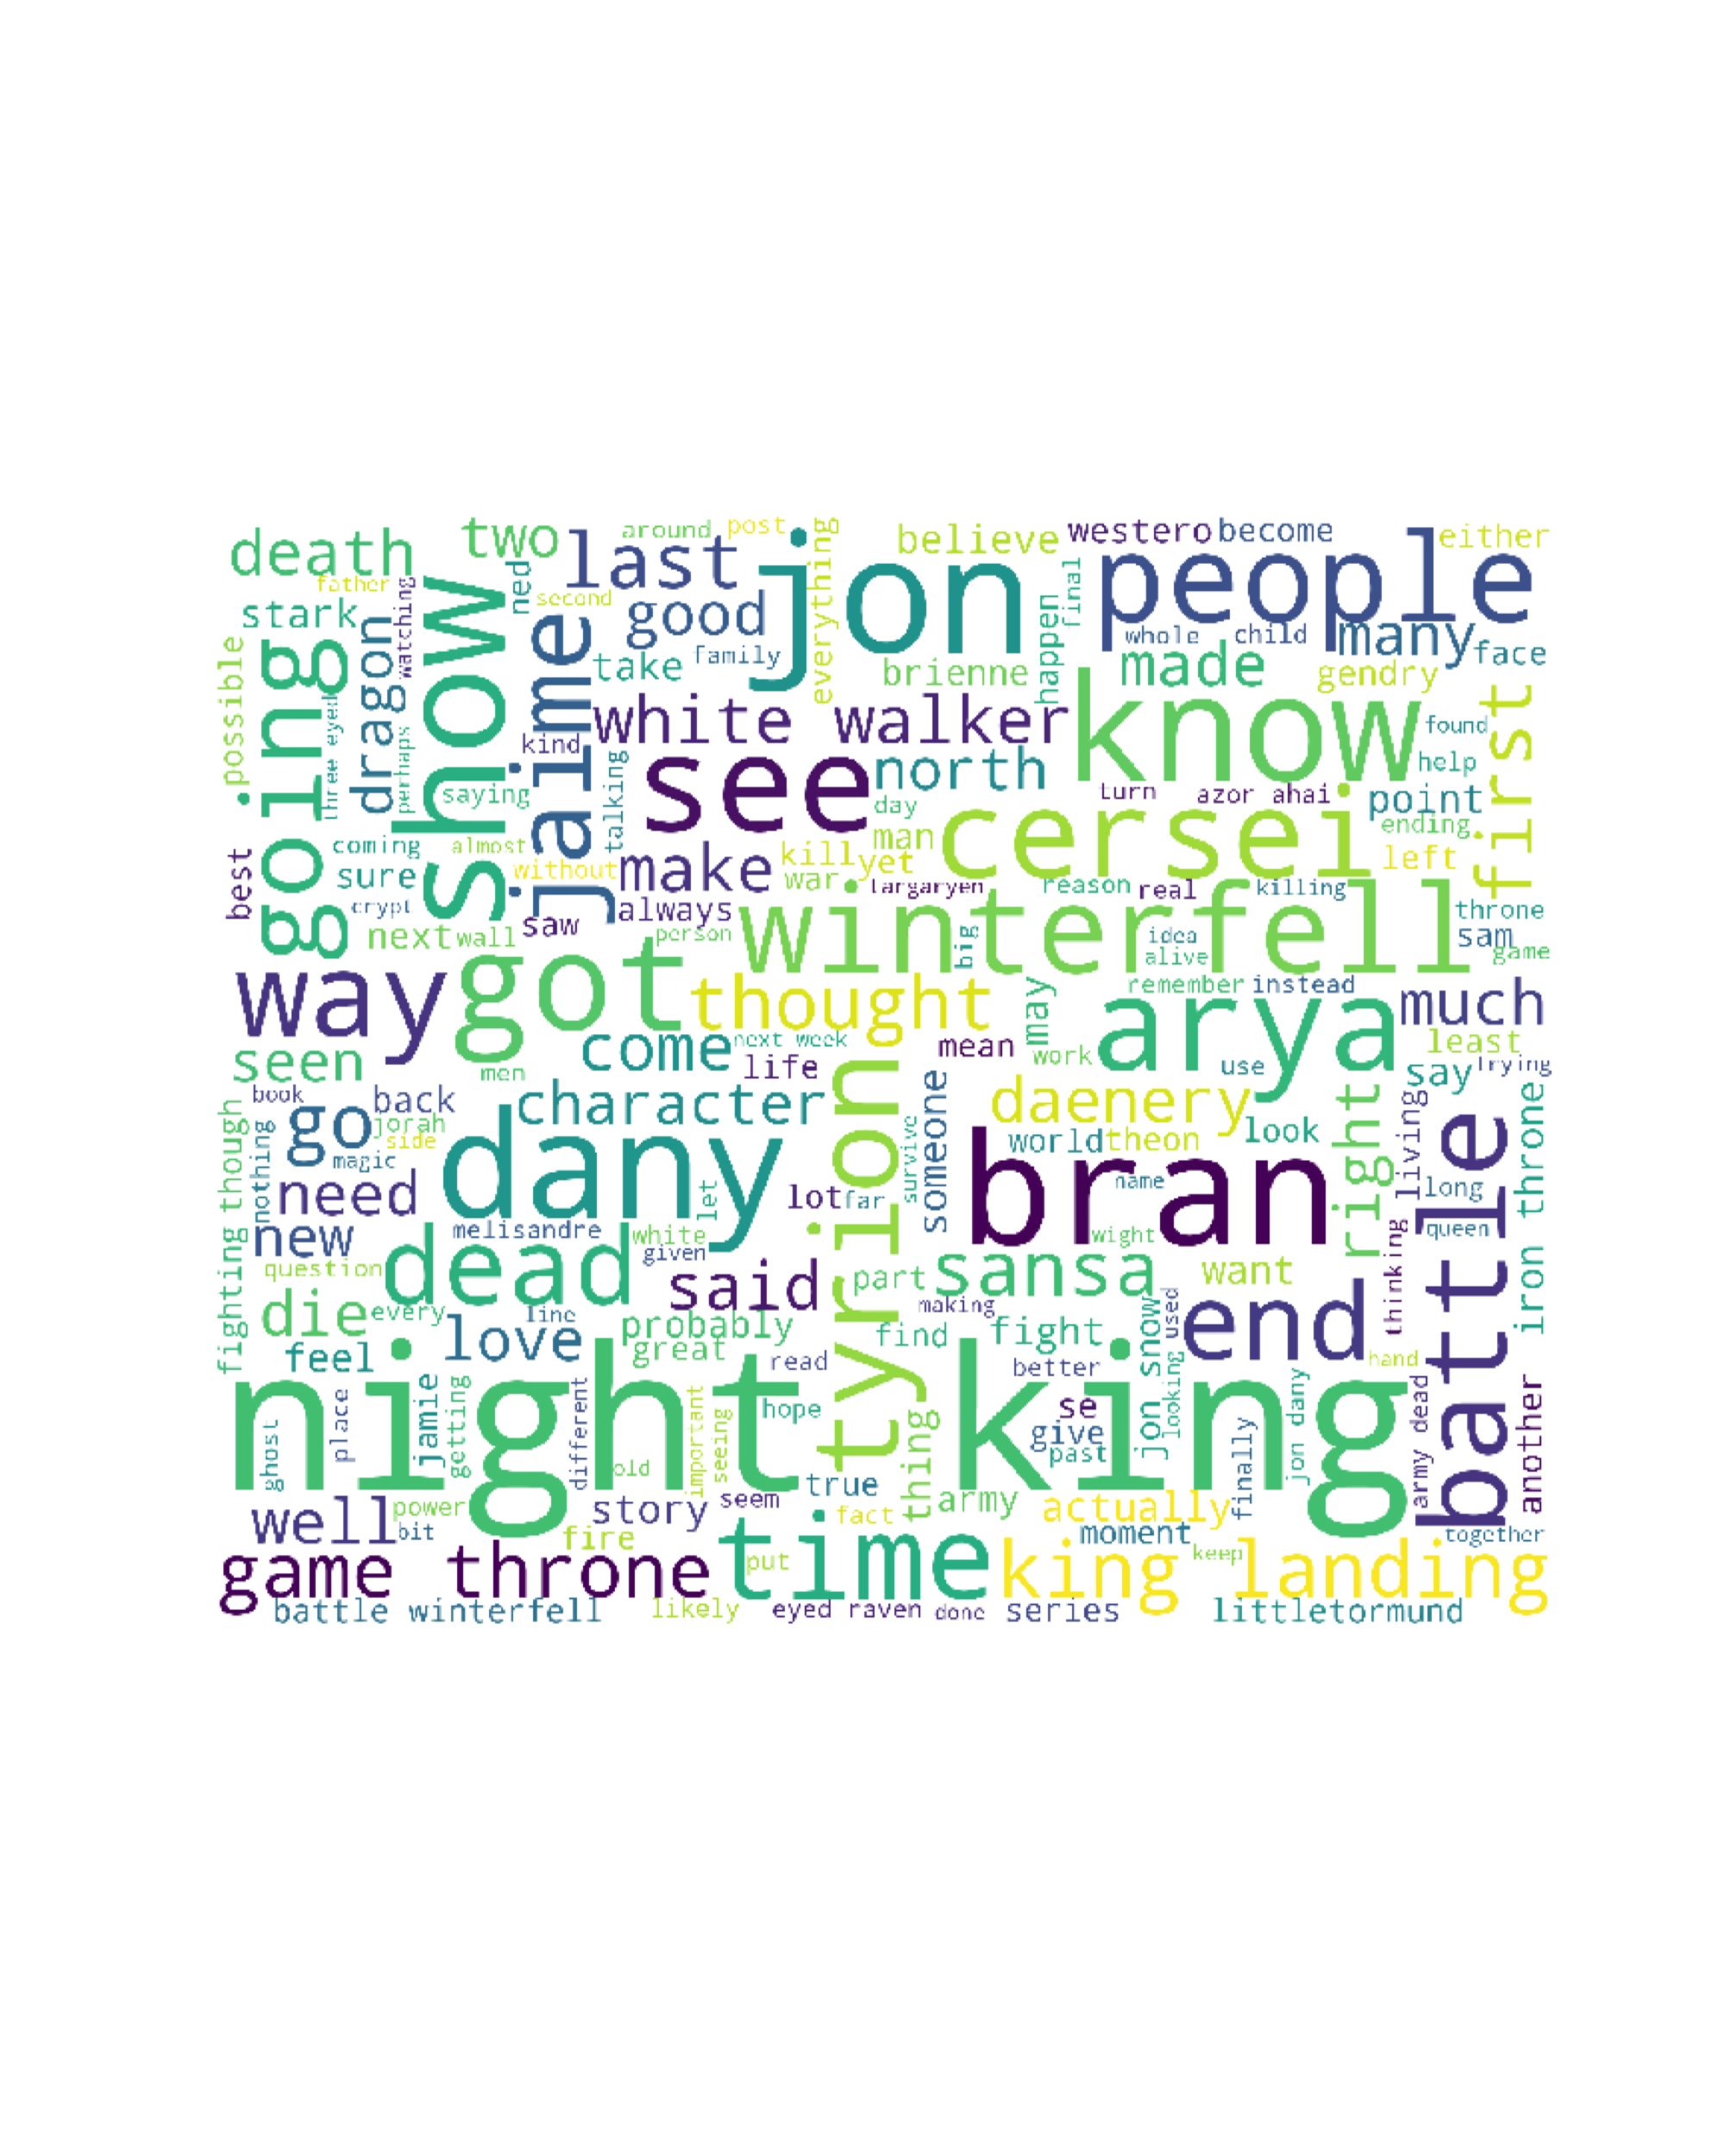 death
two
around
post
believe
westero
become
either
father
last
jon
people
stark
watching
ned
second
good
everything
final
whole
child
many
face
show
jaime
take
family
brienne
happen
made
gendry
going
possible
dragon
three eyed
perhaps
kind
white walker
know
first
found
saying
talking
see
north
help
day
turn
azor ahai
point
ending
coming
almost
without
make
kill
yet
man
cersei
left
best
sure
war
targaryen
reason
real
killing
crypt
saw
always
winterfell
throne
next
wall
person
big
idea
alive
sam
game
way
got
thought
may
remember
instead
much
seen
men
come
next week
life
mean
work
arya
use
least
say
trying
book
back
character
someone
daenery
look
go
jorah
side
magic
fighting though
nothing
dany
tyrion
survive
world
theon
right
living
battle
iron throne
need
let
lot
far
bran
name
long
queen
new
melisandre
white
given
wight
thinking
question
dead
said
part
sansa
want
die
every
line
probably
making
end
love
find
fight
jon snow
used
feel
great
read
better
hand
night king
ghost
place
jamie
getting
different
old
important
seeing
hope
thing
se
give
past
looking
finally
jon dany
army dead
another
true
well
power
bit
story
seem
fact
army
actually
moment
together
fire
game throne
time
put
keep
king landing
battle winterfell
likely
eyed raven
done
series
littletormund